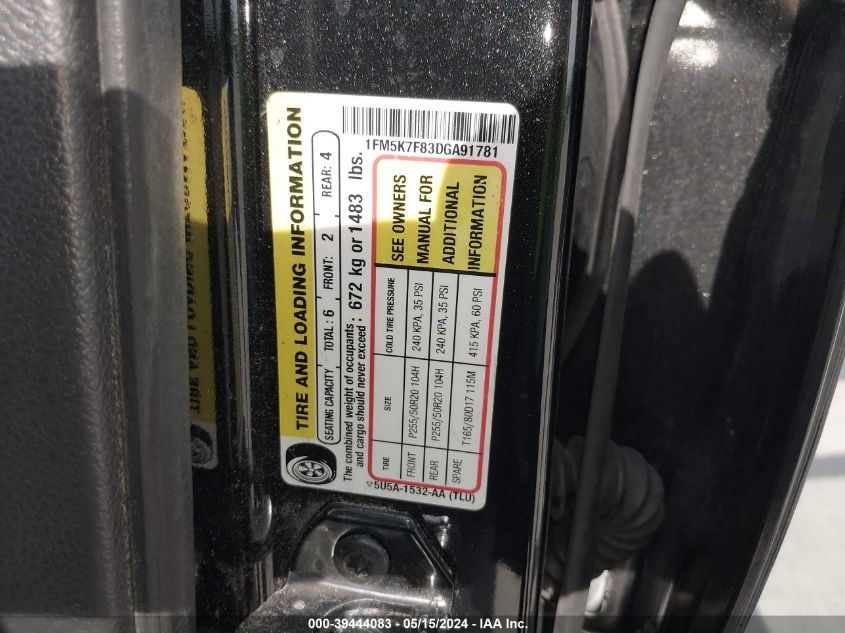 1FM5K7F83DGA91781
TIRE AND LOADING INFORMATION
SEATING CAPACITY TOTAL: 6 FRONT: 2 REAR: 4
The combined weight of occupants and cargo should never exceed: 672 kg or 1483 lbs.
TIRE SIZE COLD TIRE PRESSURE
FRONT P255/50R20 104H 240 KPA, 35 PSI
REAR P255/50R20 104H 240 KPA, 35 PSI
SPARE T165/80D17 115M 415 KPA, 60 PSI
SEE OWNERS
MANUAL FOR
ADDITIONAL
INFORMATION
5U5A-1532-AA (TLU)
000-39444083 - 05/15/2024 - IAA Inc.